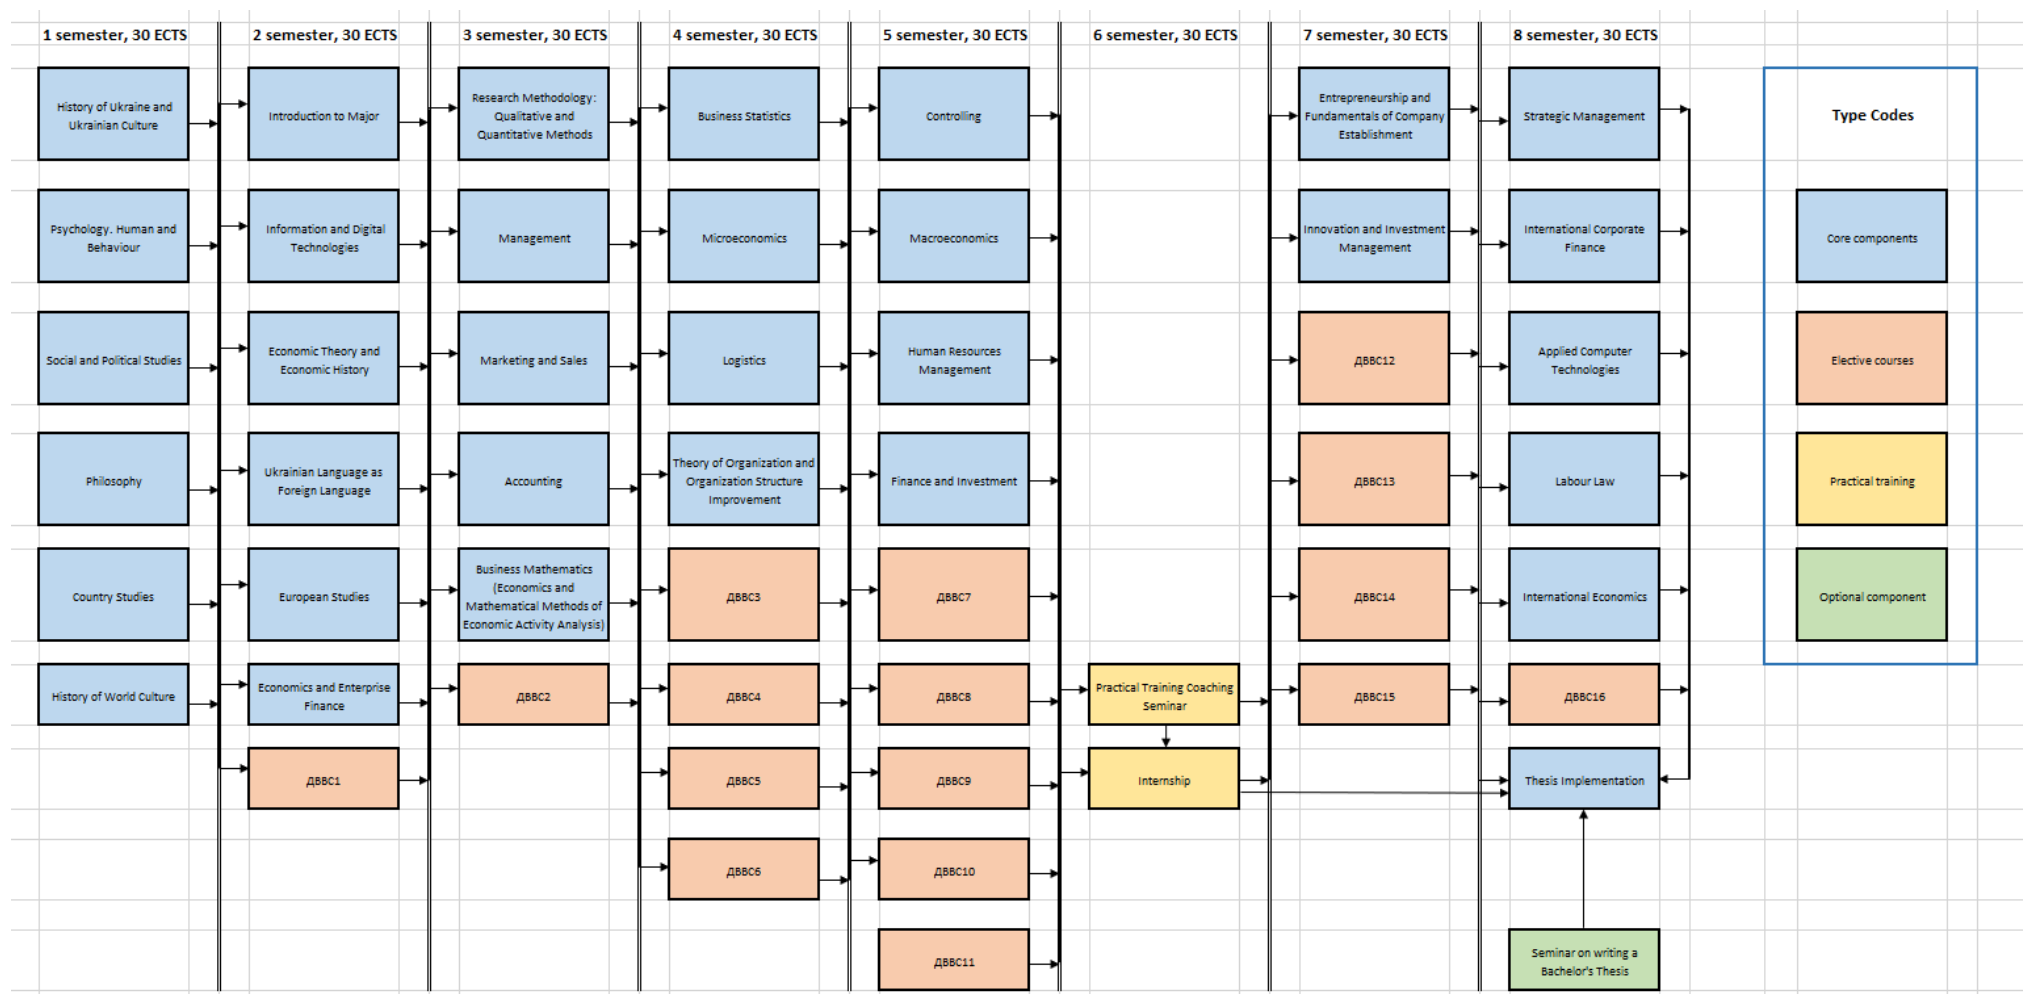 1 semester, 30 ECTS
2 semester, 30 ECTS
3 semester, 30 ECTS
4 semester, 30 ECTS
5 semester, 30 ECTS
6 semester, 30 ECTS
7 semester, 30 ECTS
8 semester, 30 ECTS
History of Ukraine and
Ukrainian Culture
Psychology. Human and
Behaviour
Social and Political Studies
Philosophy
Country Studies
History of World Culture
Introduction to Major
Information and Digital
Technologies
Economic Theory and
Economic History
Ukrainian Language as
Foreign Language
European Studies
Economics and Enterprise
Finance
ДВВС1
Research Methodology:
Qualitative and
Quantitative Methods
Management
Marketing and Sales
Accounting
Business Mathematics
(Economics and
Mathematical Methods of
Economic Activity Analysis)
ДВВС2
Business Statistics
Microeconomics
Logistics
Theory of Organization and
Organization Structure
Improvement
ДВВС3
ДВВС4
ДВВС5
ДВВС6
Controlling
Macroeconomics
Human Resources
Management
Finance and Investment
ДВВС7
ДВВС8
ДВВС9
ДВВС10
ДВВС11
Practical Training Coaching
Seminar
Internship
Entrepreneurship and
Fundamentals of Company
Establishment
Innovation and Investment
Management
ДВВС12
ДВВС13
ДВВС14
ДВВС15
Strategic Management
International Corporate
Finance
Applied Computer
Technologies
Labour Law
International Economics
ДВВС16
Thesis Implementation
Seminar on writing a
Bachelor's Thesis
Type Codes
Core components
Elective courses
Practical training
Optional component